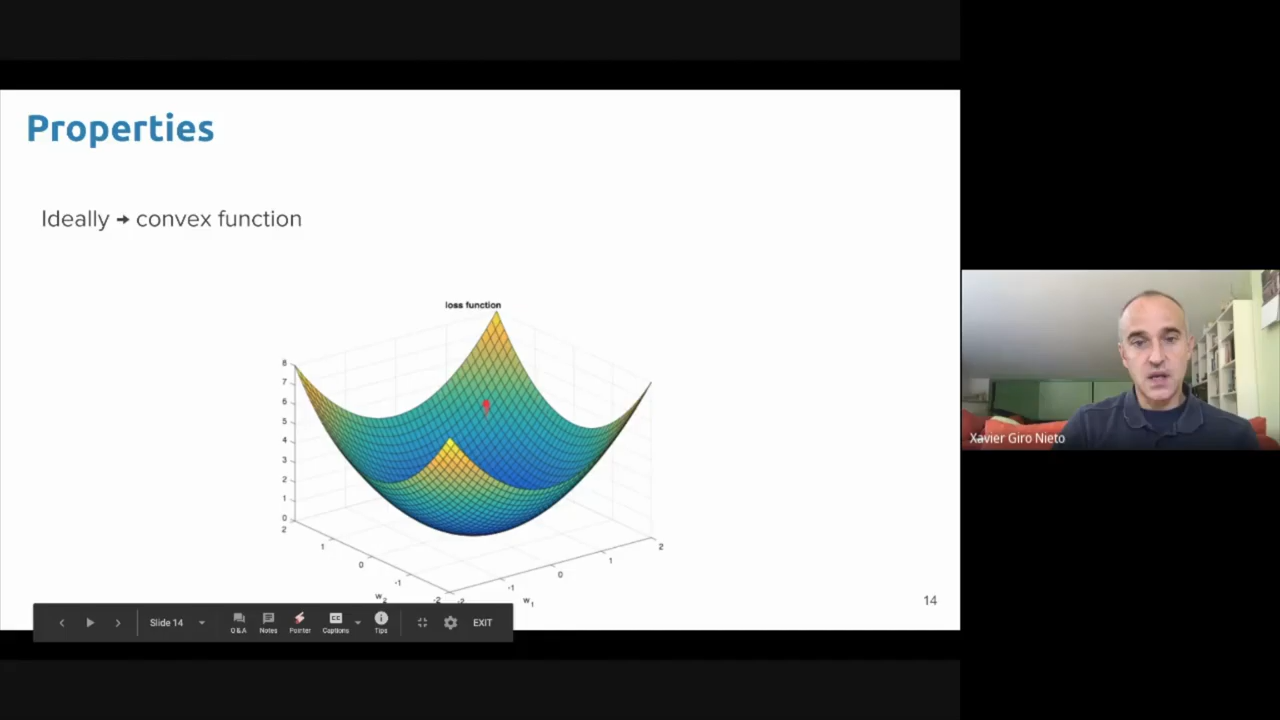 Properties
Ideally → convex function
loss function
8
7
6
5
4
3
2
1
0
2
1
0
-1
-2
w2
-2
-1
0
1
2
w1
14
Xavier Giro Nieto
Slide 14
Q&A
Notes
Pointer
CC
Captions
Tips
EXIT